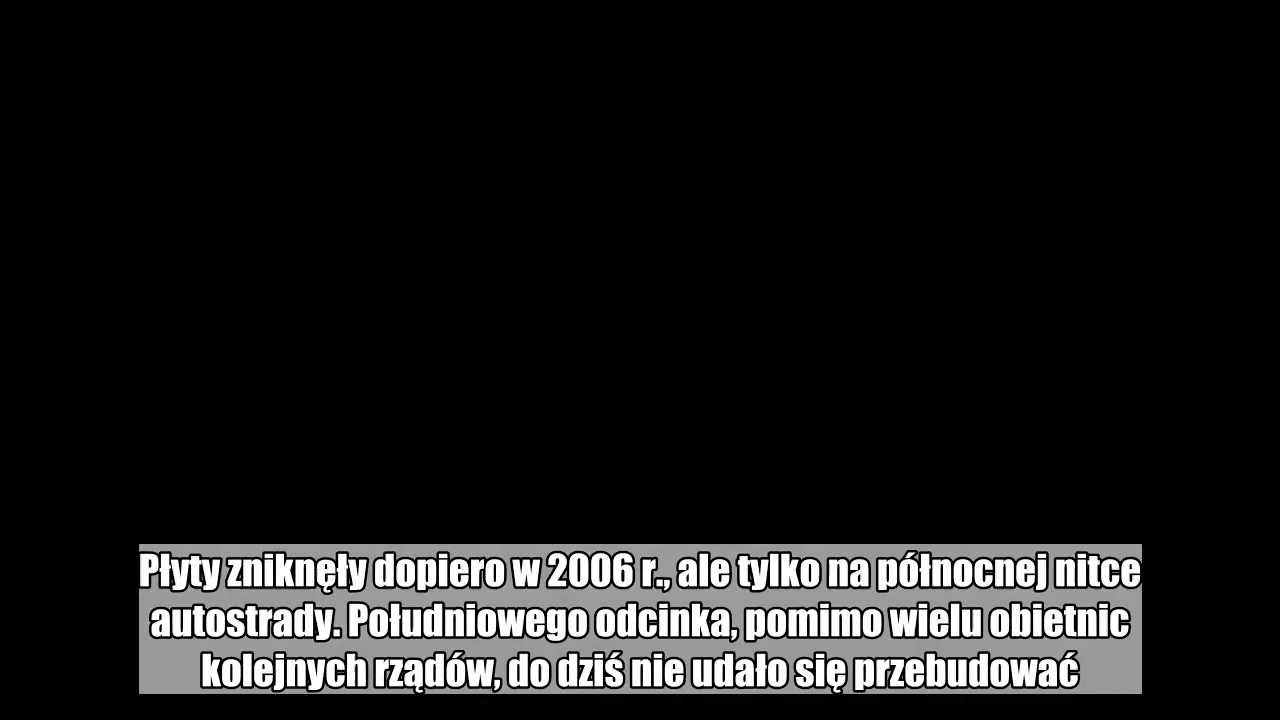 Płyty zniknęły dopiero w 2006 r., ale tylko na północnej nitce
autostrady. Południowego odcinka, pomimo wielu obietnic
kolejnych rządów, do dziś nie udało się przebudować